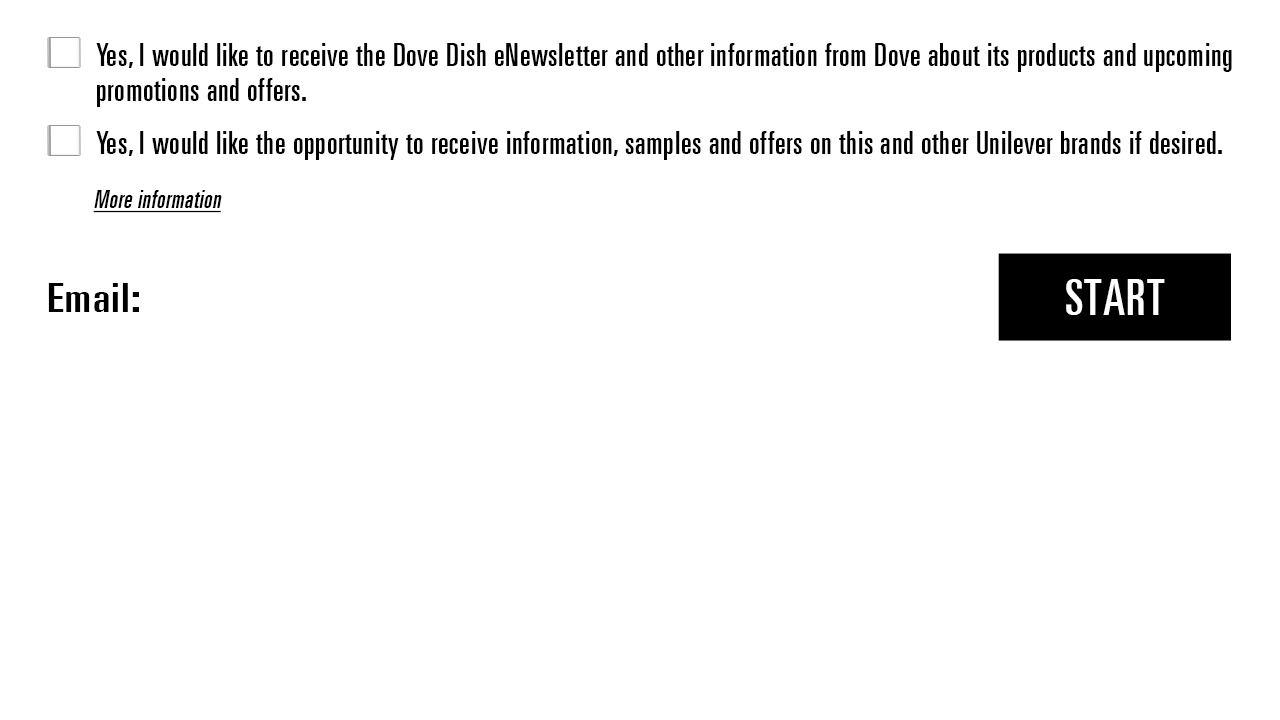 Yes, I would like to receive the Dove Dish eNewsletter and other information from Dove about its products and upcoming
promotions and offers.
Yes, I would like the opportunity to receive information, samples and offers on this and other Unilever brands if desired.
More information
Email:
START